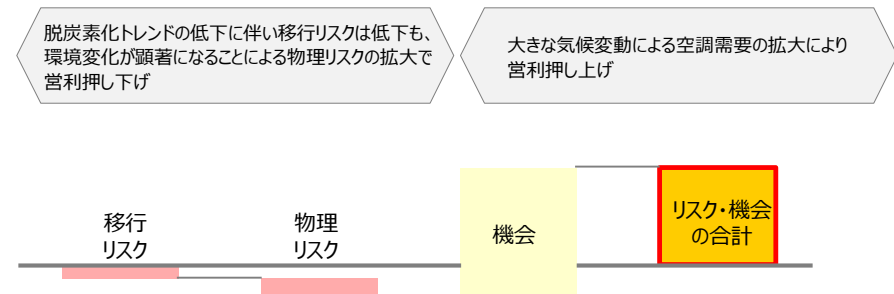 脱炭素化トレンドの低下に伴い移行リスクは低下も、
環境変化が顕著になることによる物理リスクの拡大で
営利押し下げ
大きな気候変動による空調需要の拡大により
営利押し上げ
移行
リスク
物理
リスク
機会
リスク・機会
の合計